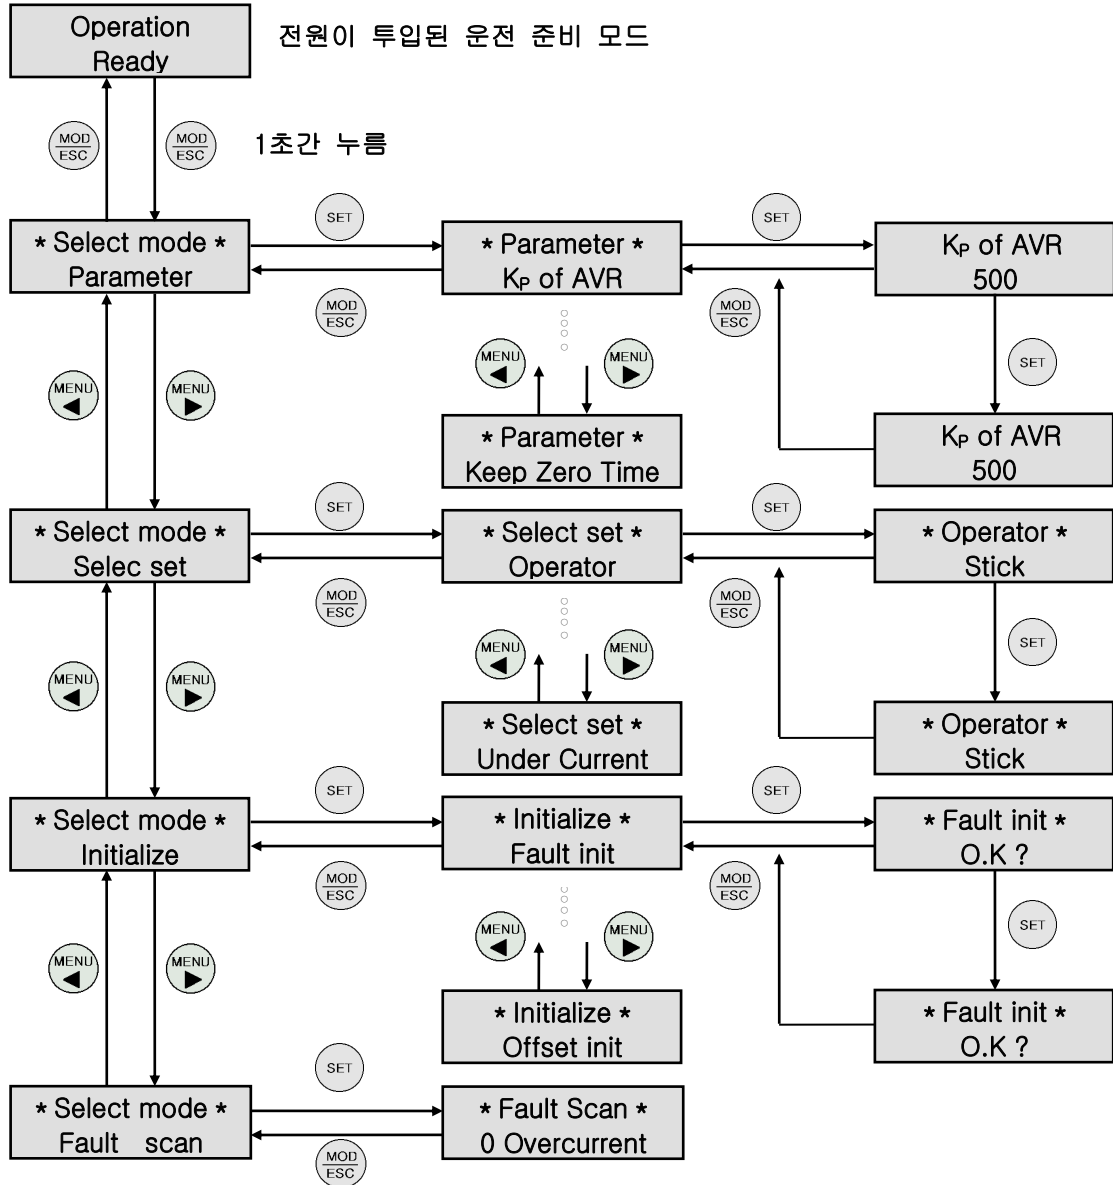 Operation
Ready
전원이 투입된 운전 준비 모드
MOD
ESC
MOD
ESC
1초간 누름
SET
SET
* Select mode *
Parameter
* Parameter *
KP of AVR
KP of AVR
500
MOD
ESC
MOD
ESC
MENU
MENU
SET
MENU
MENU
* Parameter *
Keep Zero Time
KP of AVR
500
SET
SET
* Select mode *
Selec set
* Select set *
Operator
* Operator *
Stick
MOD
ESC
MOD
ESC
MENU
MENU
SET
MENU
MENU
* Select set *
Under Current
* Operator *
Stick
SET
SET
* Select mode *
Initialize
* Initialize *
Fault init
* Fault init *
O.K ?
MOD
ESC
MOD
ESC
MENU
MENU
SET
MENU
MENU
* Initialize *
Offset init
* Fault init *
O.K ?
SET
* Select mode *
Fault scan
* Fault Scan *
0 Overcurrent
MOD
ESC